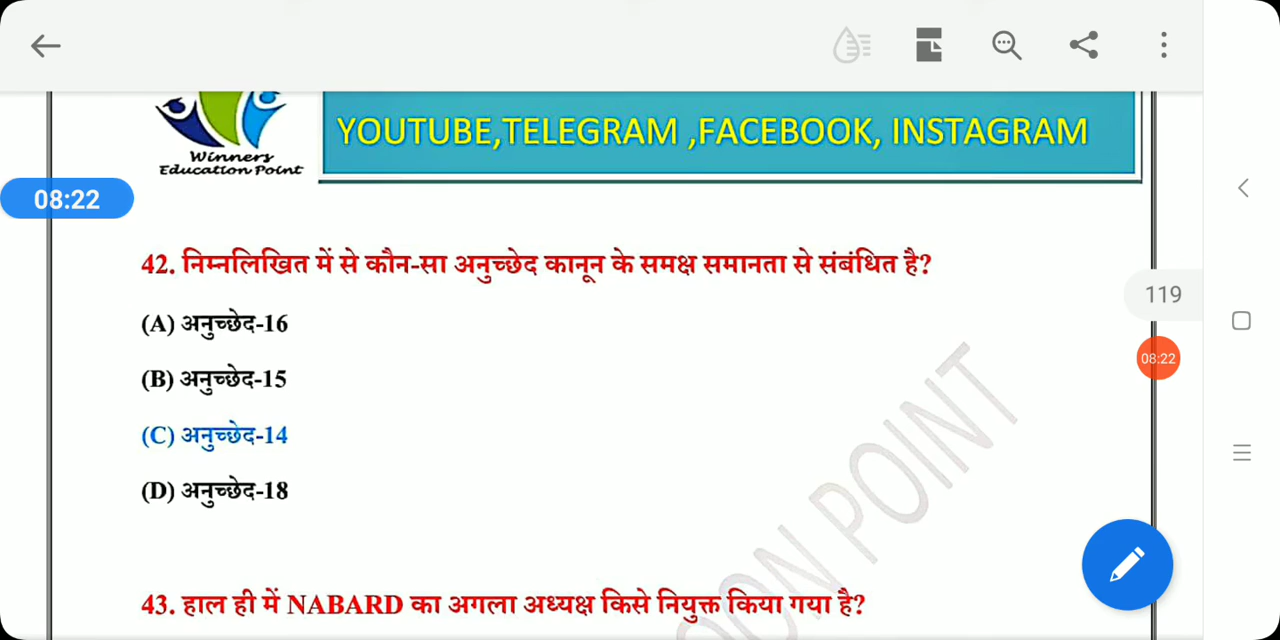 Winners
Education Point
YOUTUBE,TELEGRAM ,FACEBOOK, INSTAGRAM
08:22
42. निम्नलिखित में से कौन-सा अनुच्छेद कानून के समक्ष समानता से संबंधित है?
119
(A) अनुच्छेद-16
08:22
(B) अनुच्छेद-15
(C) अनुच्छेद-14
(D) अनुच्छेद-18
POINT
43. हाल ही में NABARD का अगला अध्यक्ष किसे नियुक्त किया गया है?